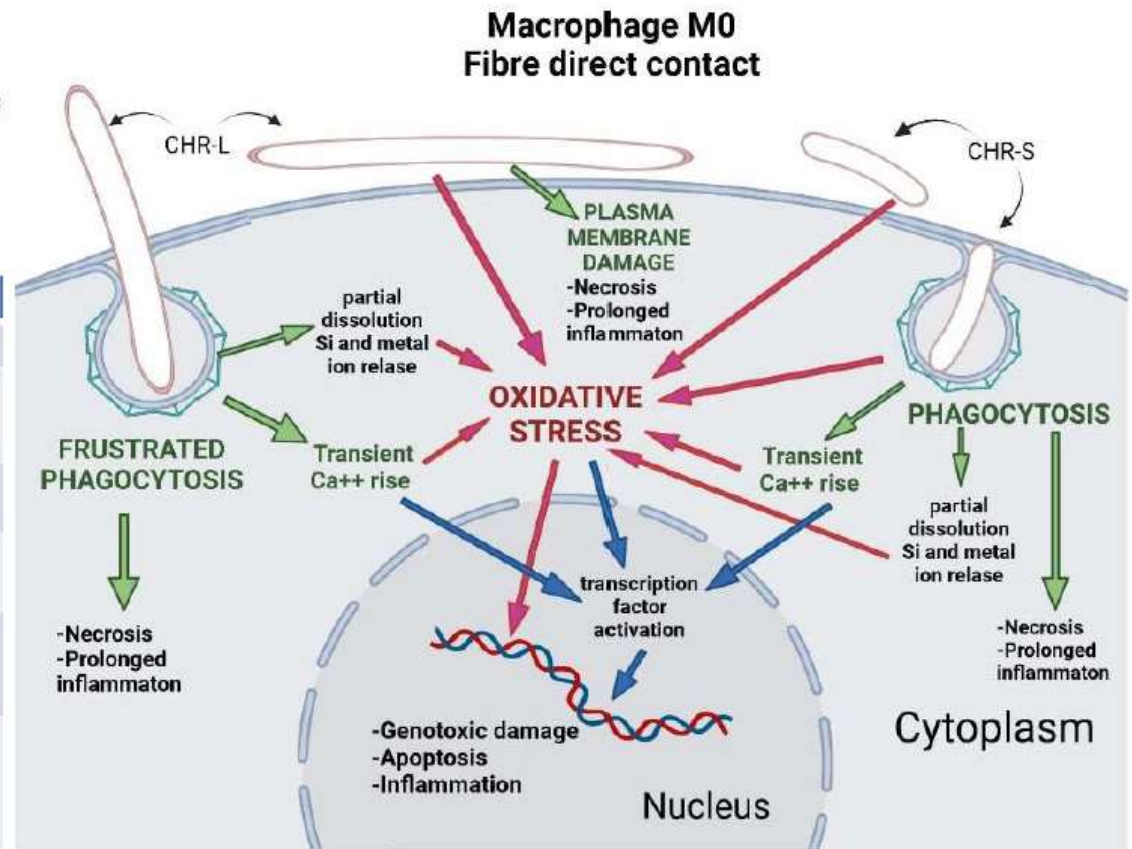 Macrophage M0
Fibre direct contact
CHR-L
CHR-S
PLASMA
MEMBRANE
DAMAGE
-Necrosis
-Prolonged
inflammaton
partial
dissolution
Si and metal
ion relase
OXIDATIVE
STRESS
PHAGOCYTOSIS
FRUSTRATED
PHAGOCYTOSIS
Transient
Ca++ rise
Transient
Ca++ rise
partial
dissolution
Si and metal
ion relase
transcription
factor
activation
-Necrosis
-Prolonged
inflammaton
-Necrosis
-Prolonged
inflammaton
-Genotoxic damage
-Apoptosis
-Inflammation
Cytoplasm
Nucleus